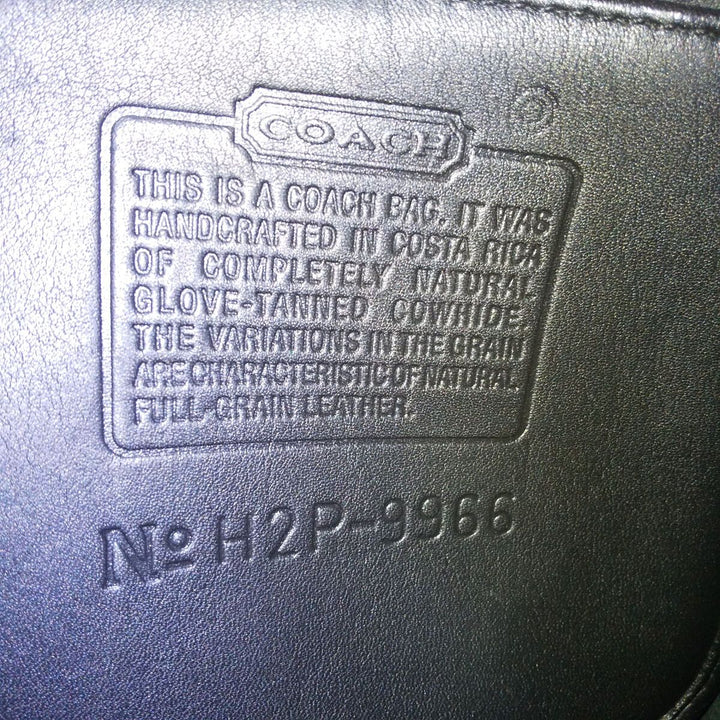 COACH
THIS IS A COACH BAG. IT WAS
HANDCRAFTED IN COSTA RICA
OF COMPLETELY NATURAL
GLOVE-TANNED COWHIDE.
THE VARIATIONS IN THE GRAIN
ARE CHARACTERISTIC OF NATURAL
FULL-GRAIN LEATHER.
Nº H2P-9966